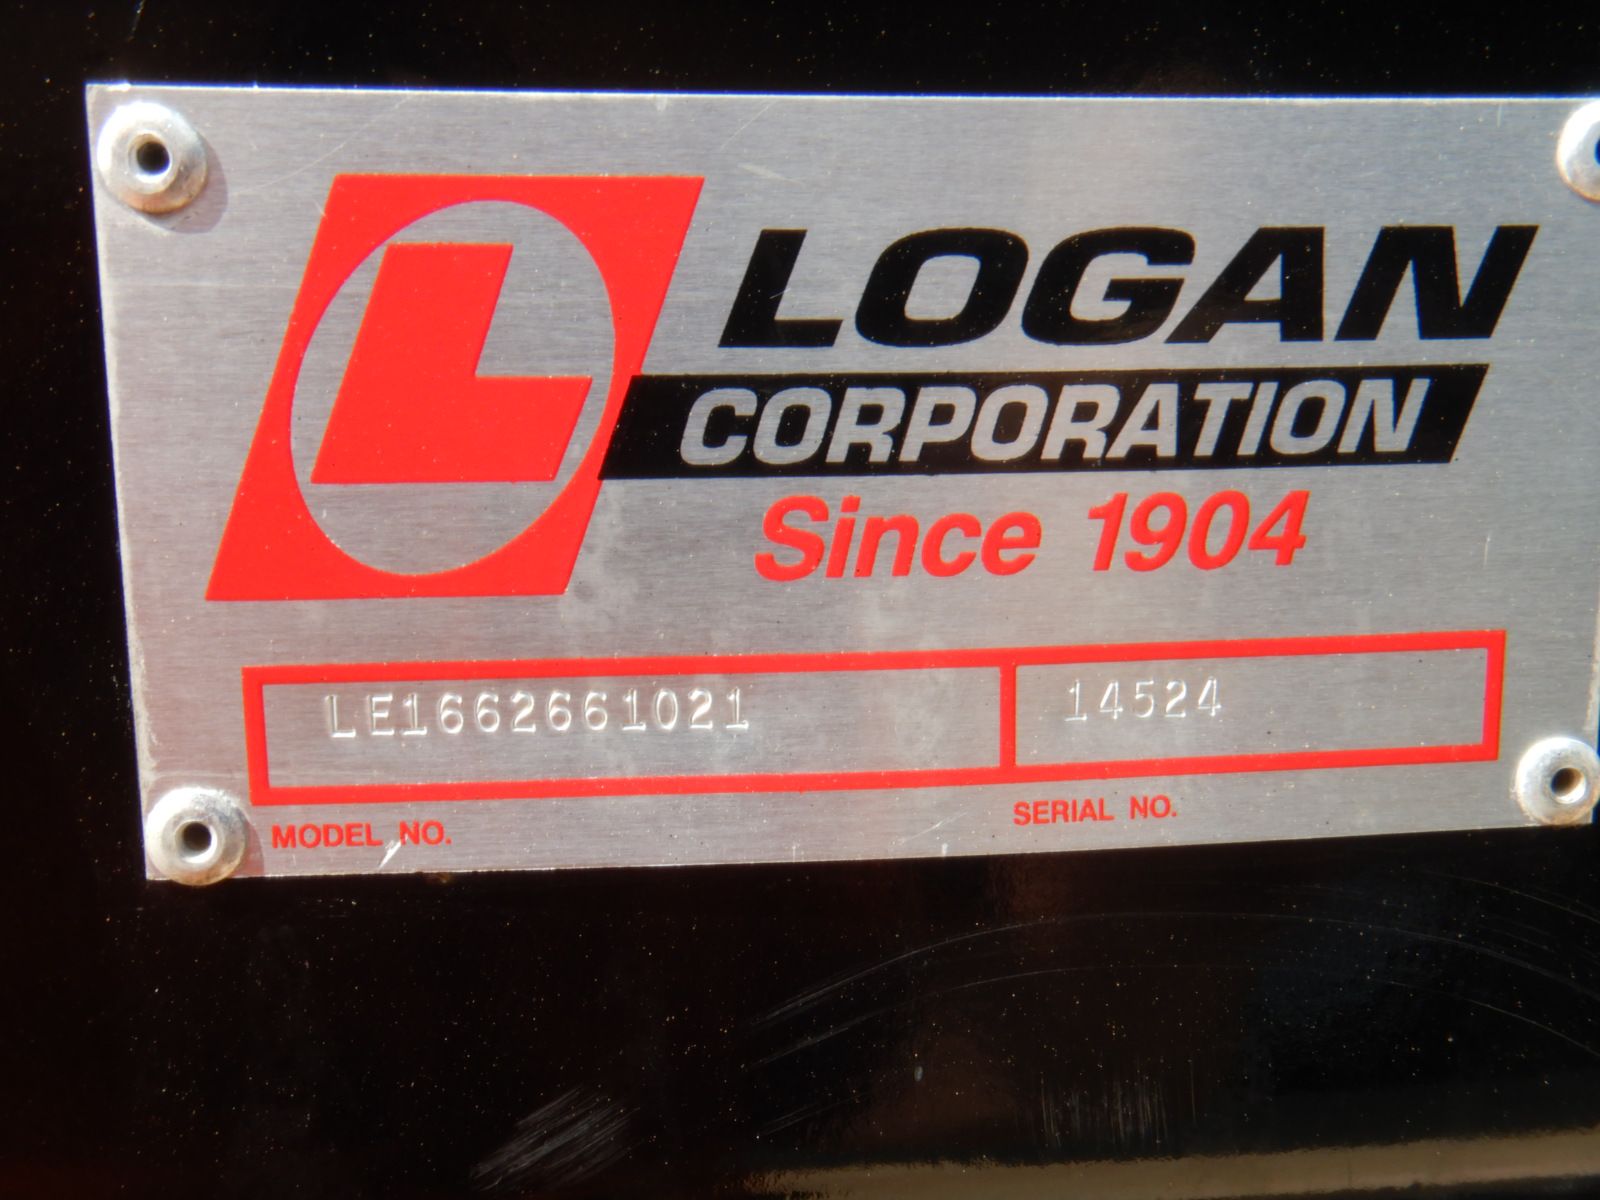 L
LOGAN
CORPORATION
Since 1904
LE1662661021
14524
MODEL NO.
SERIAL NO.